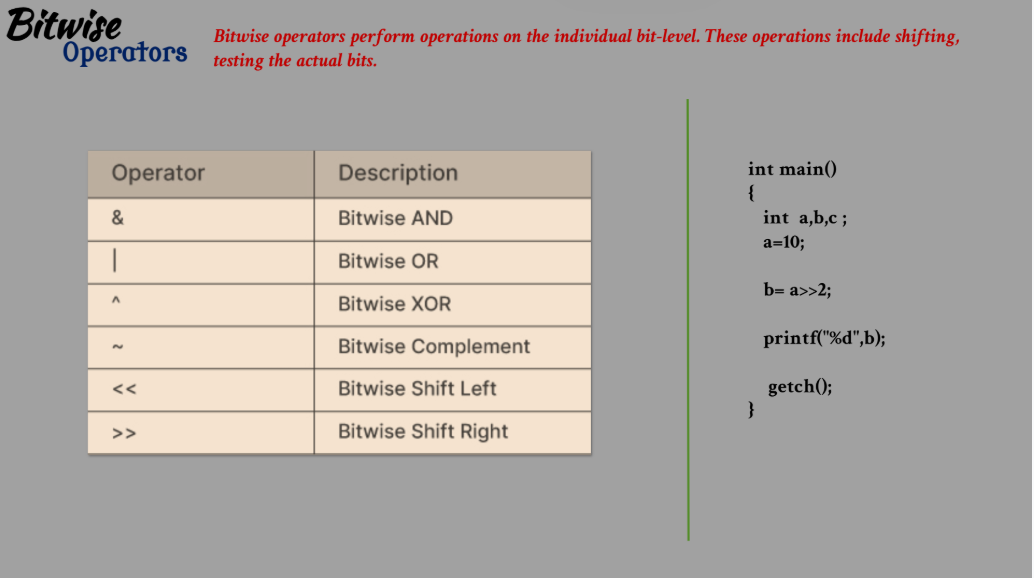 Bitwise
Operators
Bitwise operators perform operations on the individual bit-level. These operations include shifting,
testing the actual bits.
Operator Description
& Bitwise AND
| Bitwise OR
^ Bitwise XOR
~ Bitwise Complement
<< Bitwise Shift Left
>> Bitwise Shift Right
int main()
{
int a,b,c ;
a=10;
b= a>>2;
printf("%d",b);
getch();
}